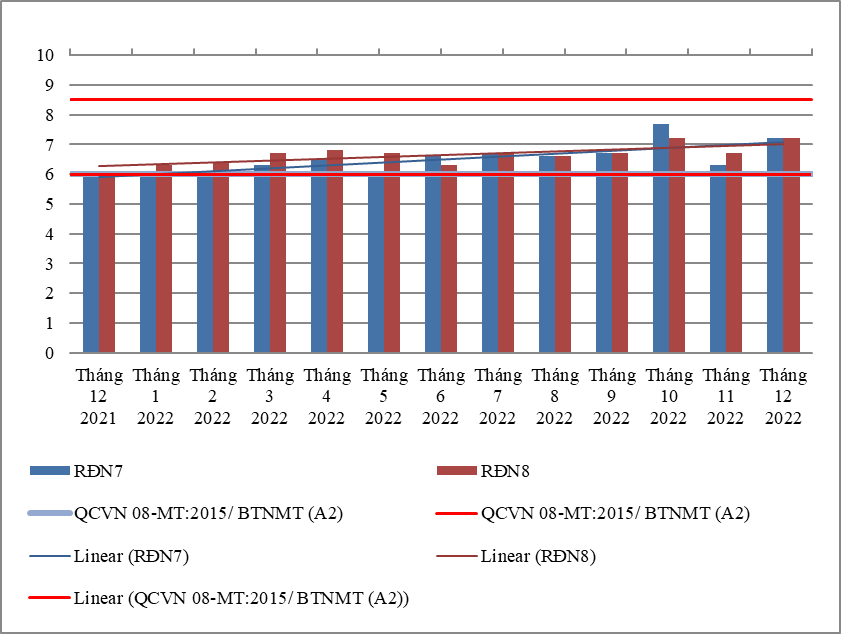 10
9
8
7
6
5
4
3
2
1
0
Tháng 12 2021
Tháng 1 2022
Tháng 2 2022
Tháng 3 2022
Tháng 4 2022
Tháng 5 2022
Tháng 6 2022
Tháng 7 2022
Tháng 8 2022
Tháng 9 2022
Tháng 10 2022
Tháng 11 2022
Tháng 12 2022
RĐN7
RĐN8
QCVN 08-MT:2015/ BTNMT (A2)
QCVN 08-MT:2015/ BTNMT (A2)
Linear (RĐN7)
Linear (RĐN8)
Linear (QCVN 08-MT:2015/ BTNMT (A2))